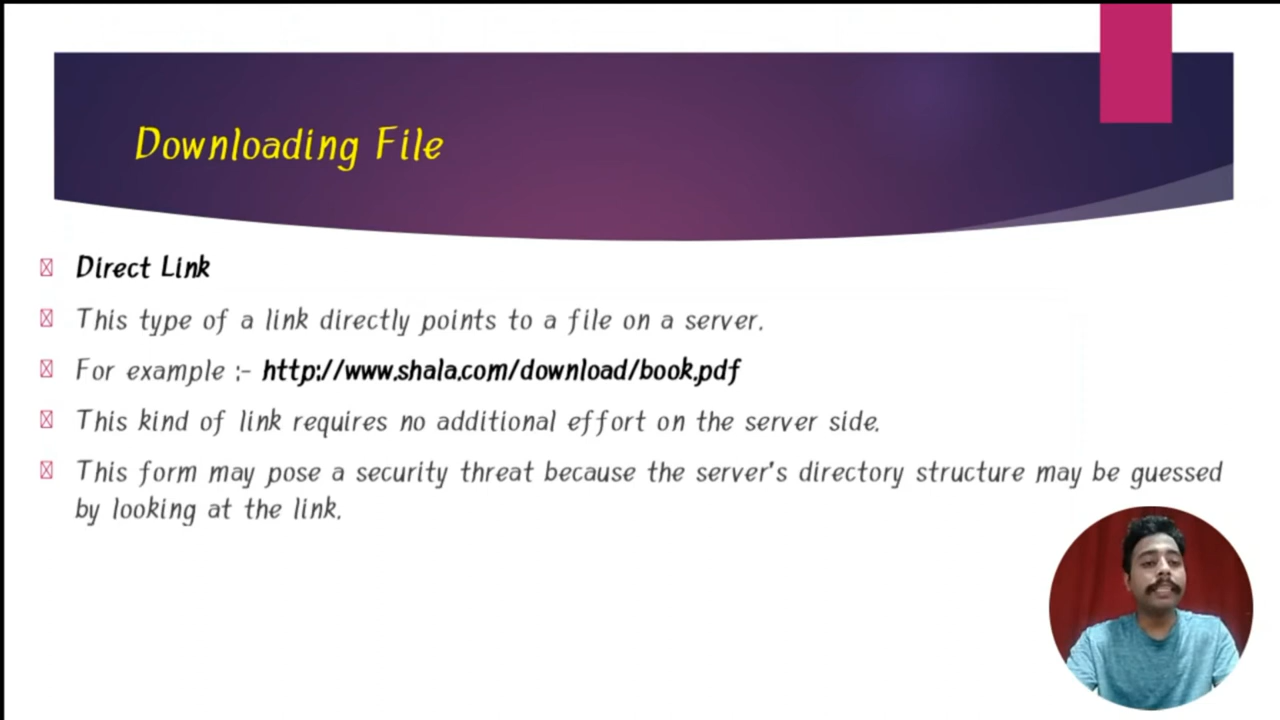 Downloading File
Direct Link
This type of a link directly points to a file on a server.
For example :- http://www.shala.com/download/book.pdf
This kind of link requires no additional effort on the server side.
This form may pose a security threat because the server's directory structure may be guessed
by looking at the link.